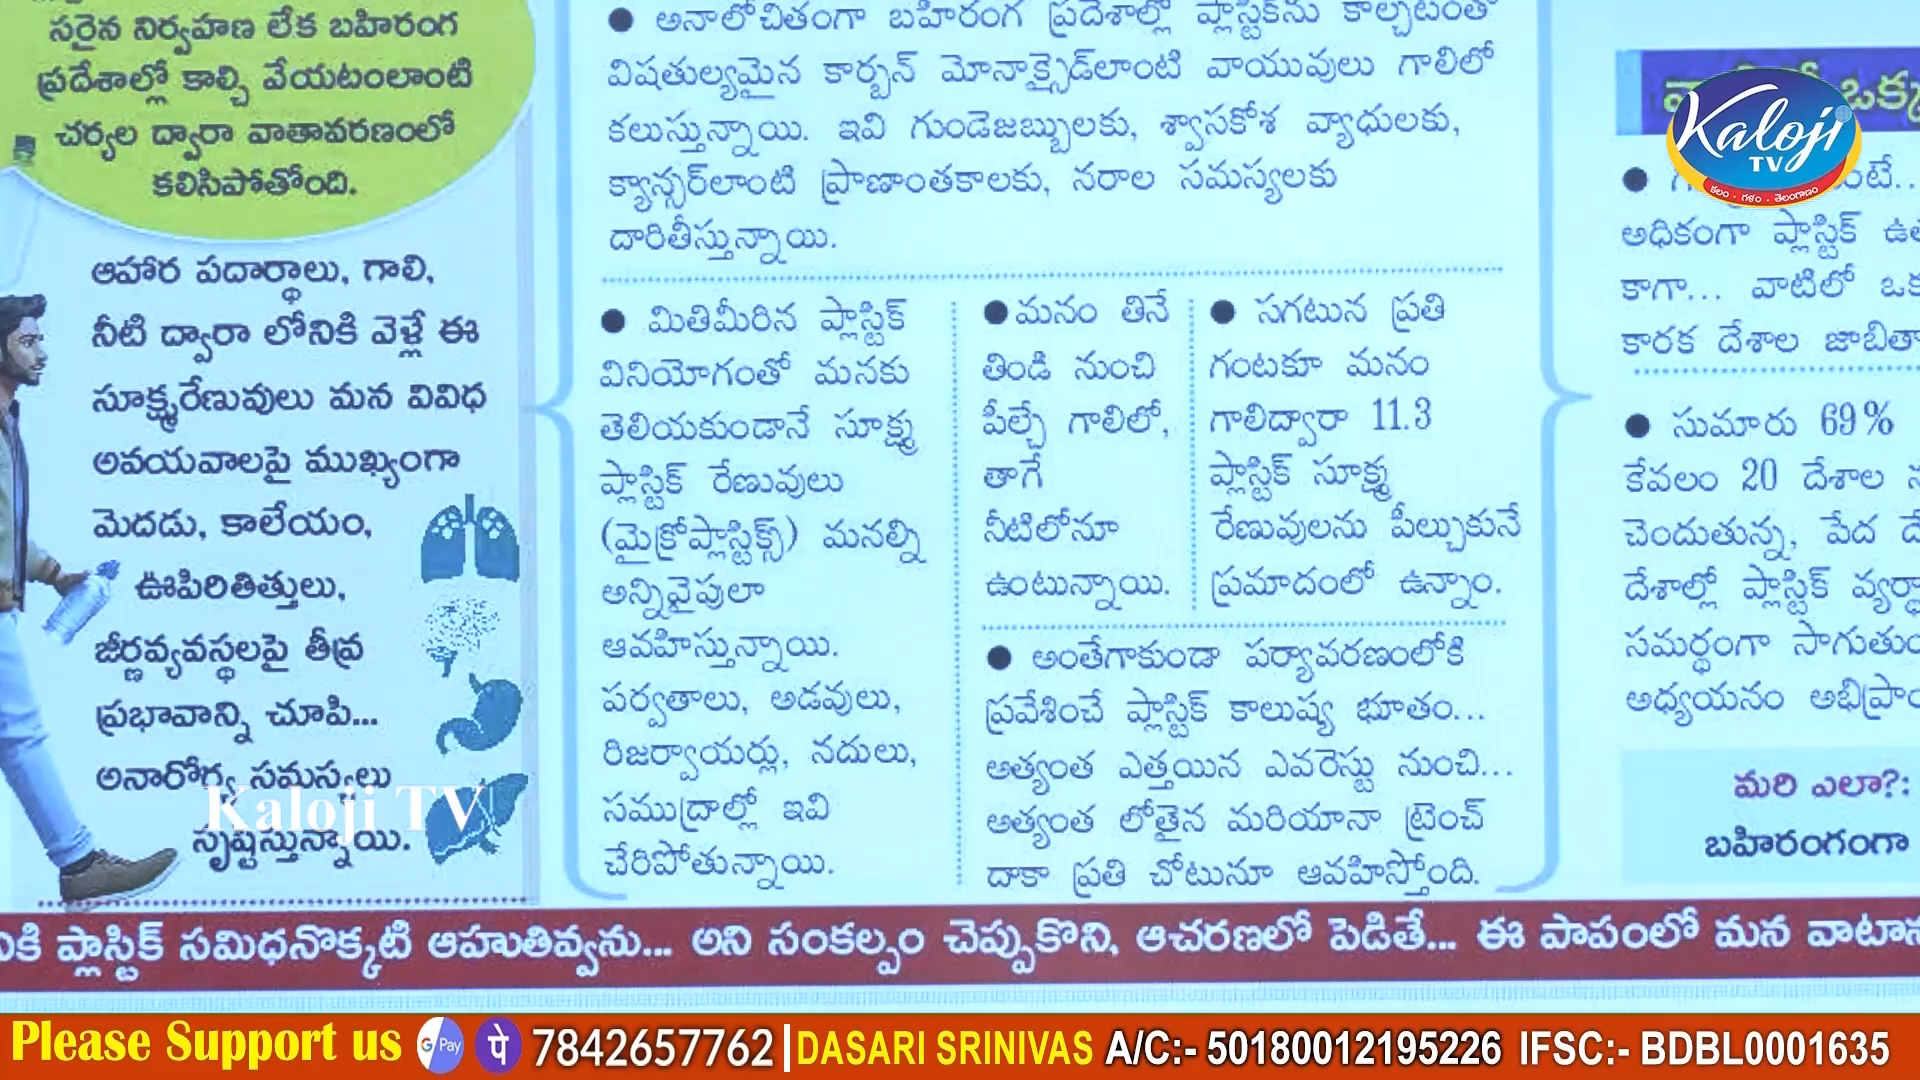 సరైన నిర్వహణ లేక బహిరంగ
ప్రదేశాల్లో కాల్చి వేయటంలాంటి
చర్యల ద్వారా వాతావరణంలో
కలిసిపోతోంది.
ఆహార పదార్థాలు, గాలి,
నీటి ద్వారా లోనికి వెళ్లే ఈ
సూక్ష్మరేణువులు మన వివిధ
అవయవాలపై ముఖ్యంగా
మెదడు, కాలేయం,
ఊపిరితిత్తులు,
జీర్ణవ్యవస్థలపై తీవ్ర
ప్రభావాన్ని చూపి...
అనారోగ్య సమస్యలు
సృష్టిస్తున్నాయి.
Kaloji TV
● అనాలోచితంగా బహిరంగ ప్రదేశాల్లో ప్లాస్టిక్‌ను కాల్చటంతో
విషతుల్యమైన కార్బన్ మోనాక్సైడ్‌లాంటి వాయువులు గాలిలో
కలుస్తున్నాయి. ఇవి గుండెజబ్బులకు, శ్వాసకోశ వ్యాధులకు,
క్యాన్సర్‌లాంటి ప్రాణాంతకాలకు, నరాల సమస్యలకు
దారితీస్తున్నాయి.
● మితిమీరిన ప్లాస్టిక్
వినియోగంతో మనకు
తెలియకుండానే సూక్ష్మ
ప్లాస్టిక్ రేణువులు
(మైక్రోప్లాస్టిక్స్) మనల్ని
అన్నివైపులా
ఆవహిస్తున్నాయి.
పర్వతాలు, అడవులు,
రిజర్వాయర్లు, నదులు,
సముద్రాల్లో ఇవి
చేరిపోతున్నాయి.
● మనం తినే
తిండి నుంచి
పీల్చే గాలిలో,
తాగే
నీటిలోనూ
ఉంటున్నాయి.
● సగటున ప్రతి
గంటకూ మనం
గాలిద్వారా 11.3
ప్లాస్టిక్ సూక్ష్మ
రేణువులను పీల్చుకునే
ప్రమాదంలో ఉన్నాం.
● అంతేగాకుండా పర్యావరణంలోకి
ప్రవేశించే ప్లాస్టిక్ కాలుష్య భూతం...
అత్యంత ఎత్తయిన ఎవరెస్టు నుంచి...
అత్యంత లోతైన మరియానా ట్రెంచ్
దాకా ప్రతి చోటునూ ఆవహిస్తోంది.
Kaloji
TV
కలం - గళం - తెలంగాణం
అధికంగా ప్లాస్టిక్
కాగా... వాటిలో
కారక దేశాల జాబితా
● సుమారు 69%
కేవలం 20 దేశాల
చెందుతున్న, పేద
దేశాల్లో ప్లాస్టిక్
సమర్థంగా
అధ్యయనం
మరి ఎలా?:
బహిరంగంగా
ప్లాస్టిక్ సమిధనొక్కటి ఆహుతివ్వను... అని సంకల్పం చెప్పుకొని, ఆచరణలో పెడితే... ఈ పాపంలో మన
Please Support us G Pay पे 7842657762 | DASARI SRINIVAS A/C:- 50180012195226 IFSC:- BDBL0001635